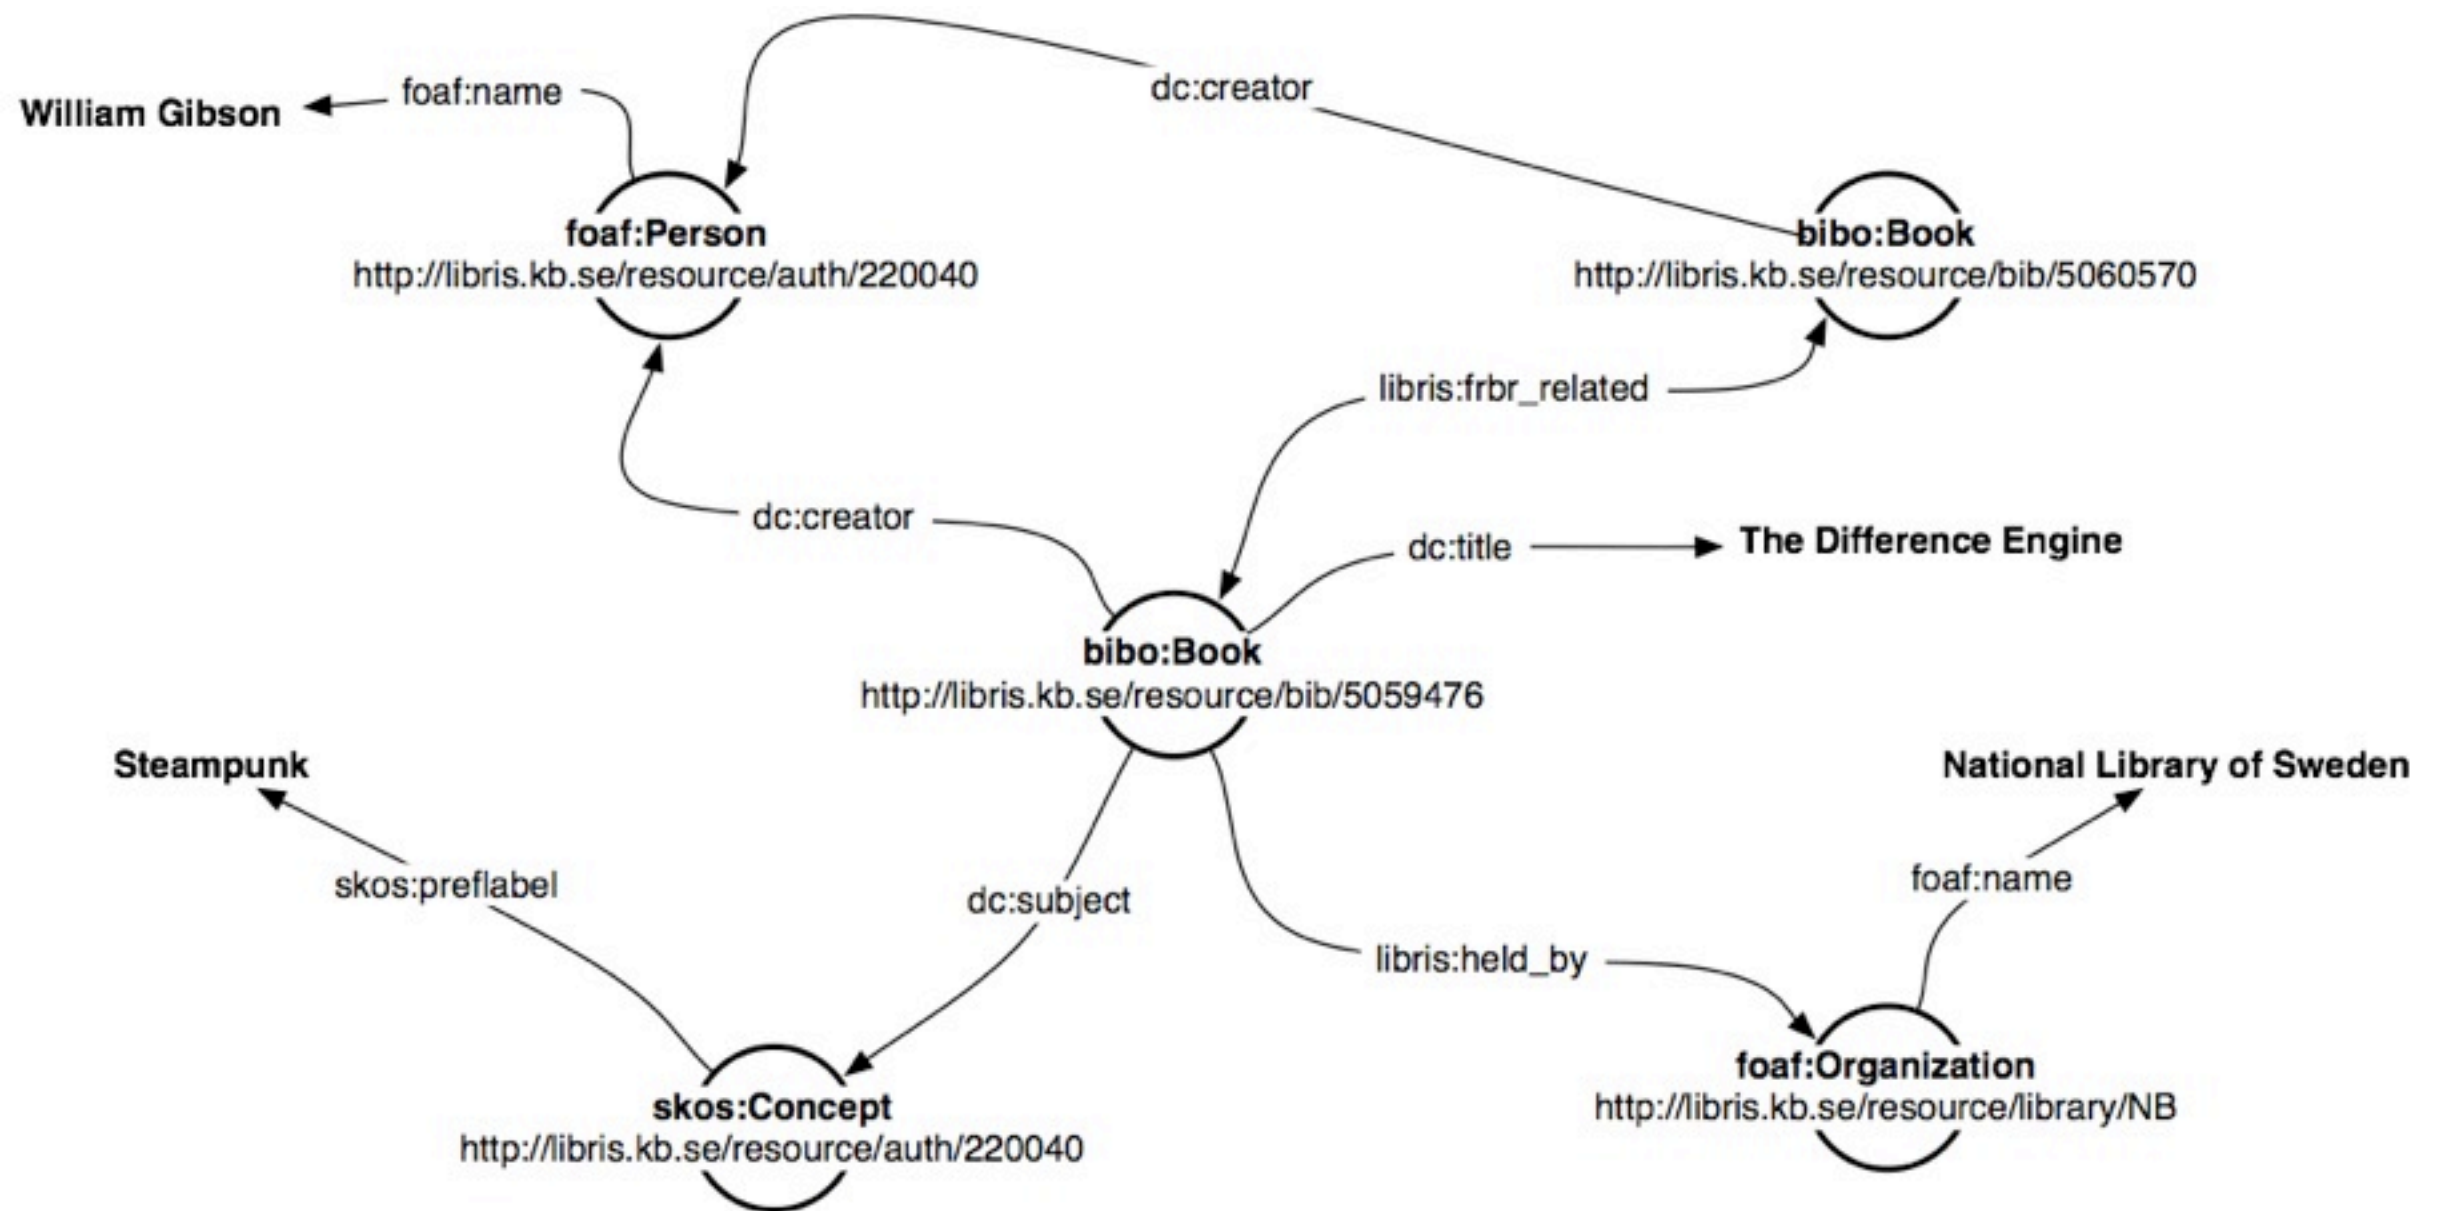 dc:creator
foaf:name
William Gibson
foaf:Person
http://libris.kb.se/resource/auth/220040
bibo:Book
http://libris.kb.se/resource/bib/5060570
libris:frbr_related
dc:creator
dc:title
The Difference Engine
bibo:Book
http://libris.kb.se/resource/bib/5059476
Steampunk
National Library of Sweden
skos:preflabel
dc:subject
foaf:name
libris:held_by
foaf:Organization
http://libris.kb.se/resource/library/NB
skos:Concept
http://libris.kb.se/resource/auth/220040